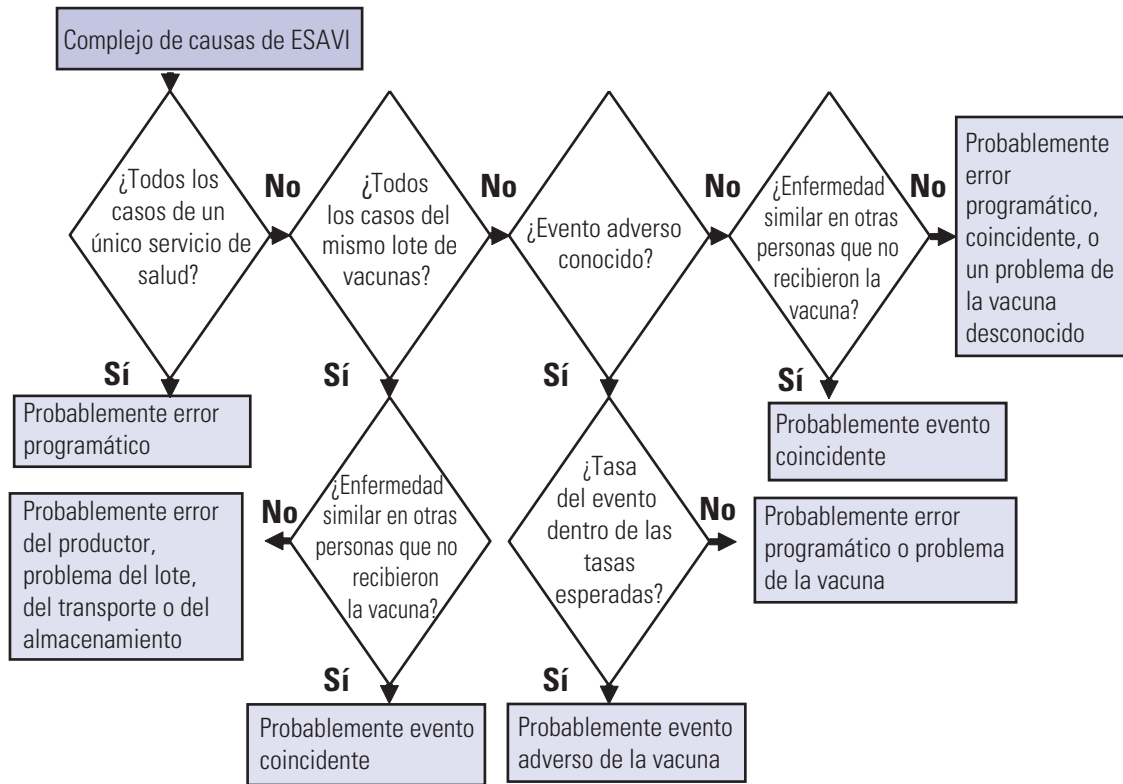 Complejo de causas de ESAVI
¿Todos los
casos de un
único servicio de
salud?
No
¿Todos
los casos del
mismo lote de
vacunas?
No
¿Evento adverso
conocido?
No
¿Enfermedad
similar en otras
personas que no
recibieron la
vacuna?
No
Probablemente
error
programático,
coincidente, o
un problema de
la vacuna
desconocido
Sí
Probablemente error
programático
Sí
¿Enfermedad
similar en otras
personas que no
recibieron
la vacuna?
No
Probablemente error
del productor,
problema del lote,
del transporte o del
almacenamiento
Sí
Probablemente evento
coincidente
Sí
¿Tasa
del evento
dentro de las
tasas
esperadas?
No
Probablemente error
programático o problema
de la vacuna
Sí
Probablemente evento
adverso de la vacuna
Sí
Probablemente evento
coincidente